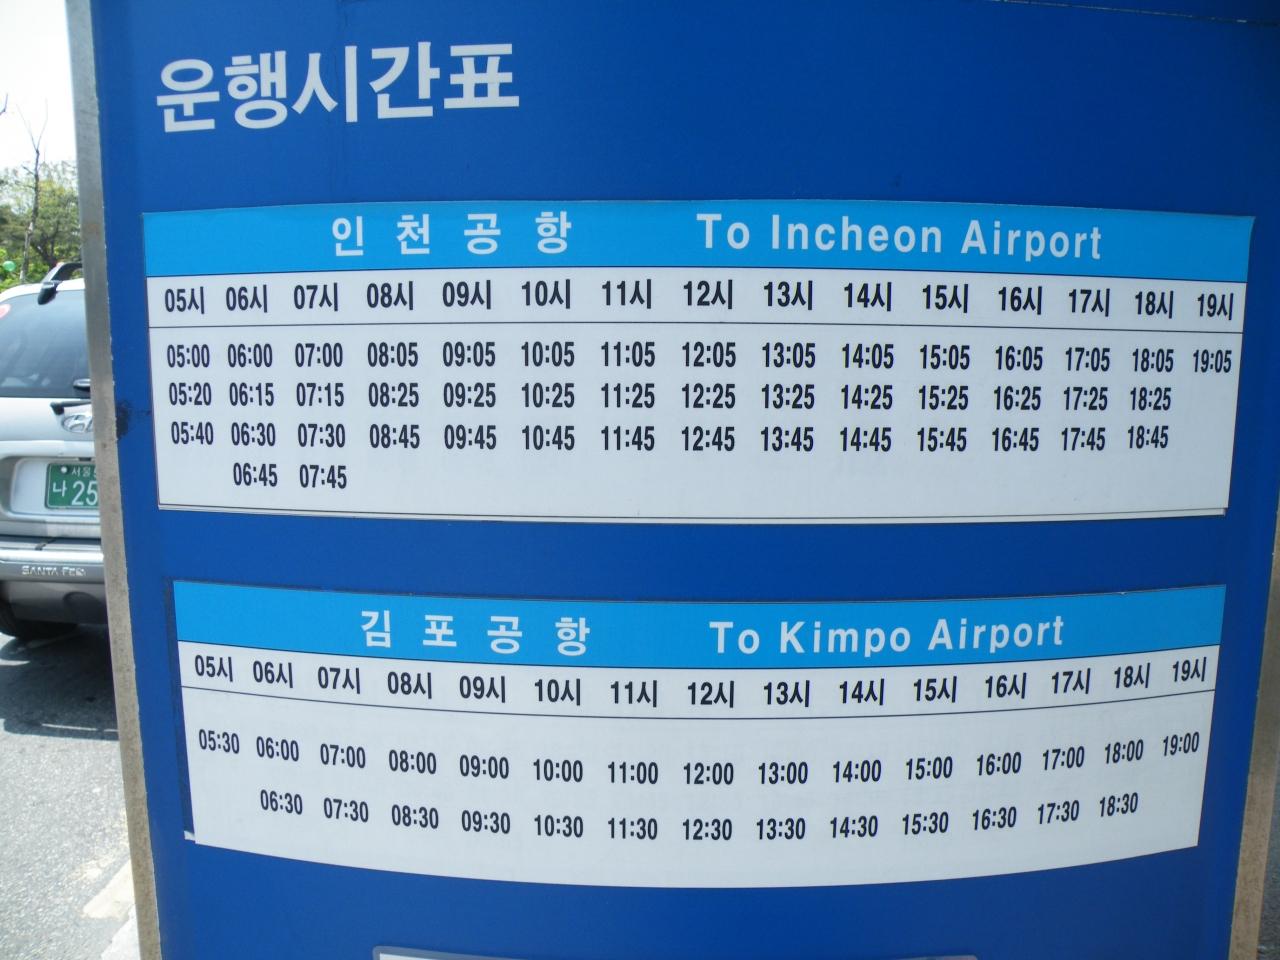 운행시간표
인천공항 To Incheon Airport
05시 06시 07시 08시 09시 10시 11시 12시 13시 14시 15시 16시 17시 18시 19시
05:00 06:00 07:00 08:05 09:05 10:05 11:05 12:05 13:05 14:05 15:05 16:05 17:05 18:05 19:05
05:20 06:15 07:15 08:25 09:25 10:25 11:25 12:25 13:25 14:25 15:25 16:25 17:25 18:25
05:40 06:30 07:30 08:45 09:45 10:45 11:45 12:45 13:45 14:45 15:45 16:45 17:45 18:45
06:45 07:45
김포공항 To Kimpo Airport
05시 06시 07시 08시 09시 10시 11시 12시 13시 14시 15시 16시 17시 18시 19시
05:30 06:00 07:00 08:00 09:00 10:00 11:00 12:00 13:00 14:00 15:00 16:00 17:00 18:00 19:00
06:30 07:30 08:30 09:30 10:30 11:30 12:30 13:30 14:30 15:30 16:30 17:30 18:30
서울
나 25
SANTA FE